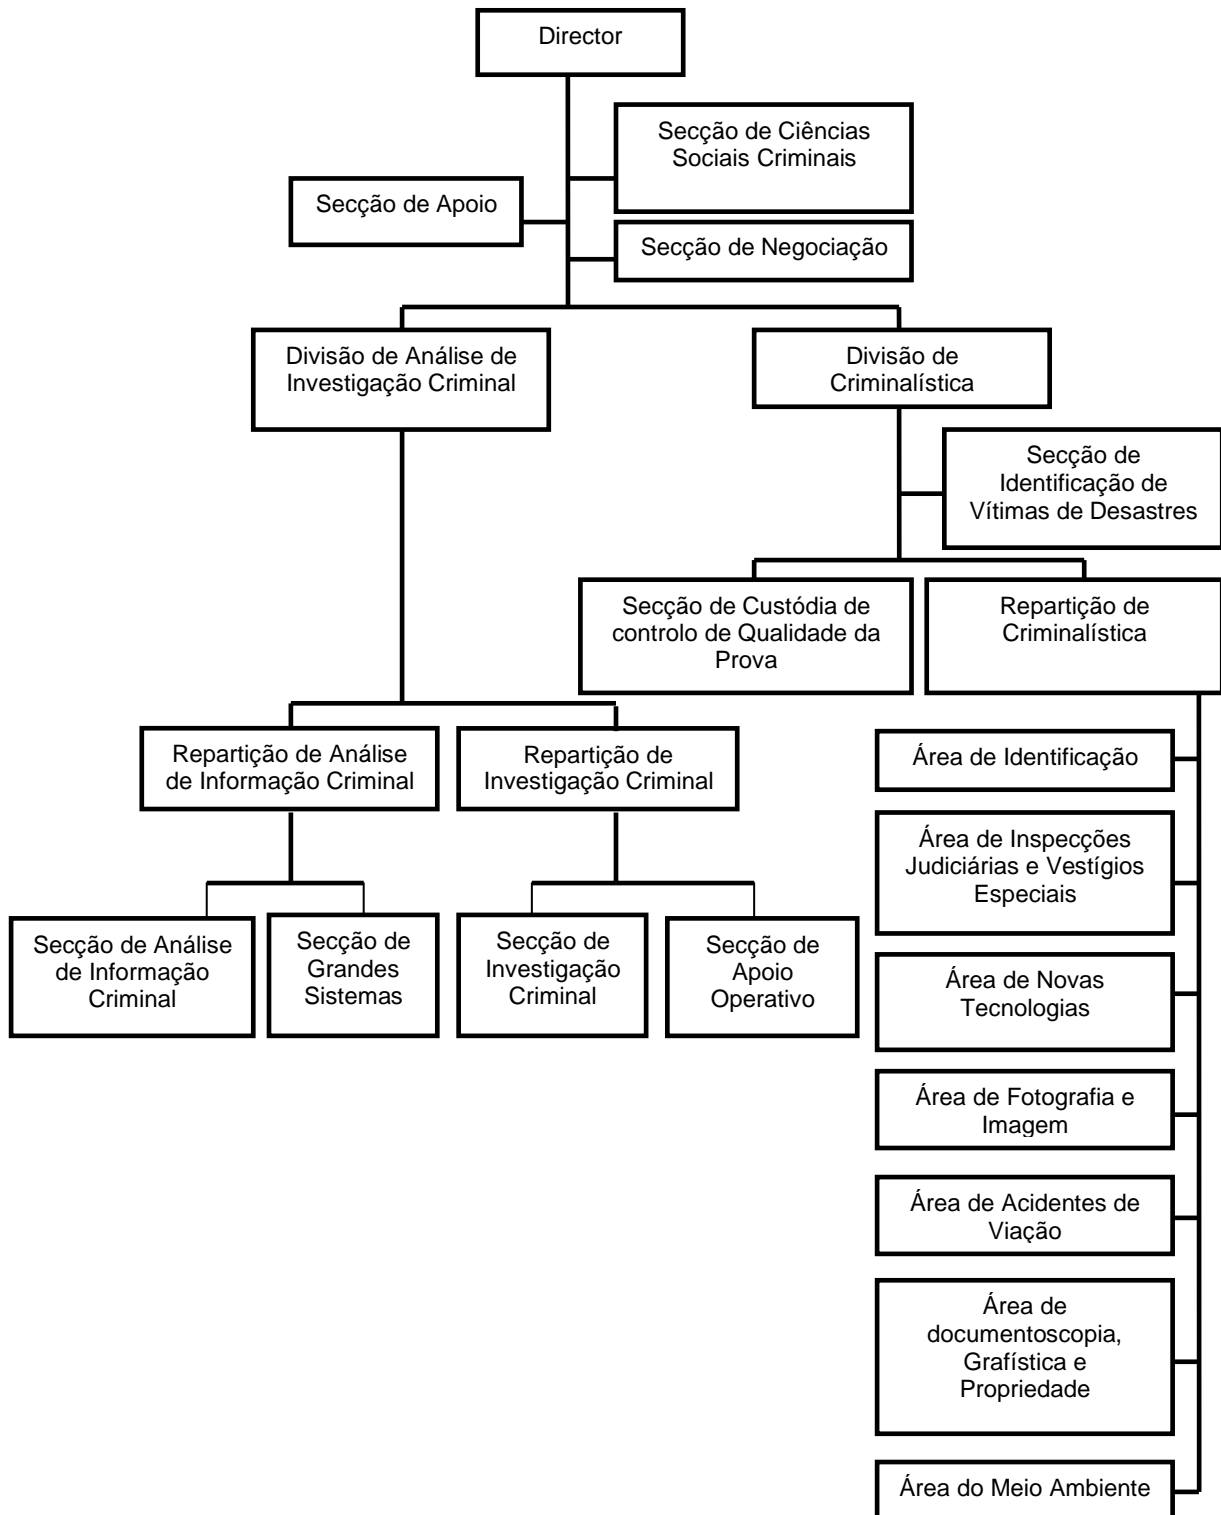 Director
Secção de Ciências
Sociais Criminais
Secção de Apoio
Secção de Negociação
Divisão de Análise de
Investigação Criminal
Divisão de
Criminalística
Secção de
Identificação de
Vítimas de Desastres
Secção de Custódia de
controlo de Qualidade da
Prova
Repartição de
Criminalística
Repartição de Análise
de Informação Criminal
Repartição de
Investigação Criminal
Secção de Análise
de Informação
Criminal
Secção de
Grandes
Sistemas
Secção de
Investigação
Criminal
Secção de
Apoio
Operativo
Área de Identificação
Área de Inspecções
Judiciárias e Vestígios
Especiais
Área de Novas
Tecnologias
Área de Fotografia e
Imagem
Área de Acidentes de
Viação
Área de
documentoscopia,
Grafística e
Propriedade
Área do Meio Ambiente